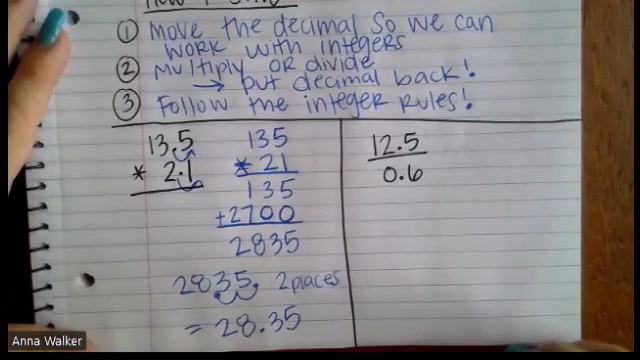 ① Move the decimal so we can
work with integers
② Multiply or divide
→ put decimal back!
③ Follow the integer rules!
13.5
* 2.1
135
* 21
135
+2700
2835
2835. 2 places
= 28.35
12.5
0.6
Anna Walker